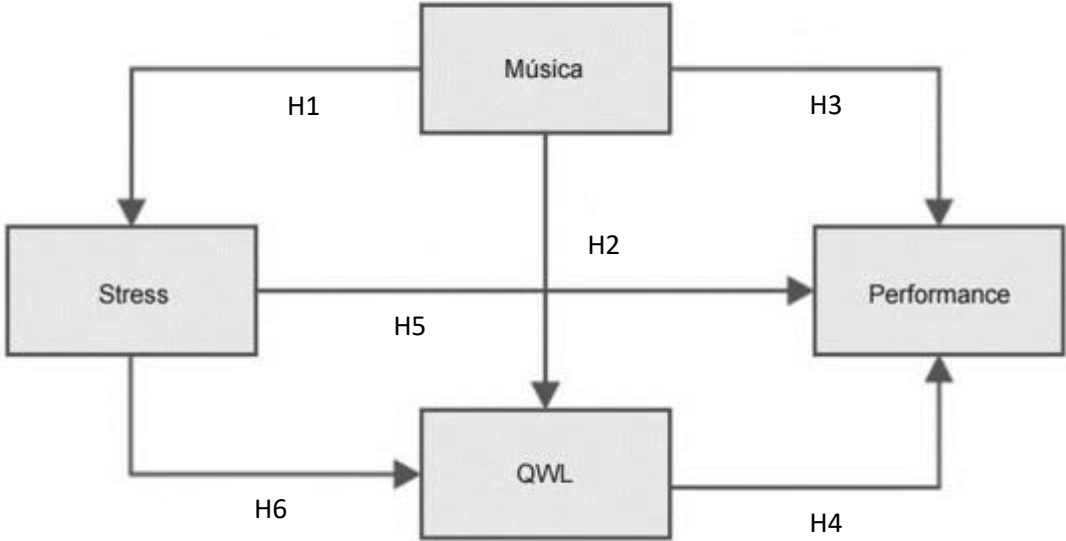 Música
H1
H3
H2
Stress
Performance
H5
QWL
H6
H4